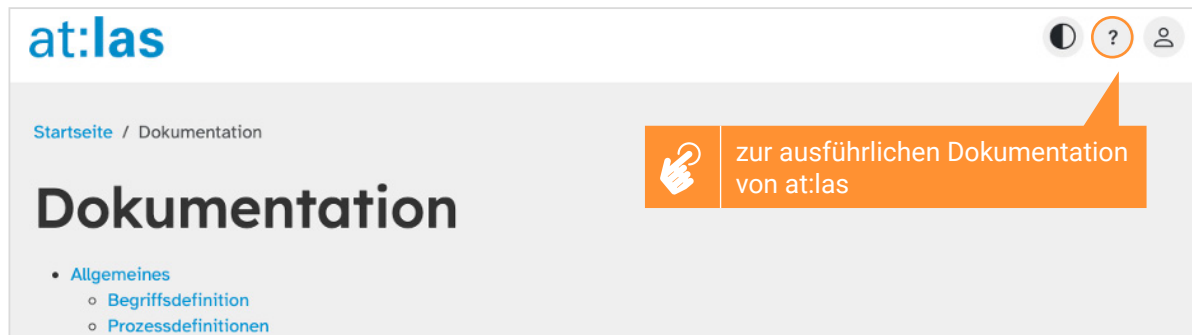 at:las
?
Startseite / Dokumentation
zur ausführlichen Dokumentation
von at:las
Dokumentation
Allgemeines
Begriffsdefinition
Prozessdefinitionen